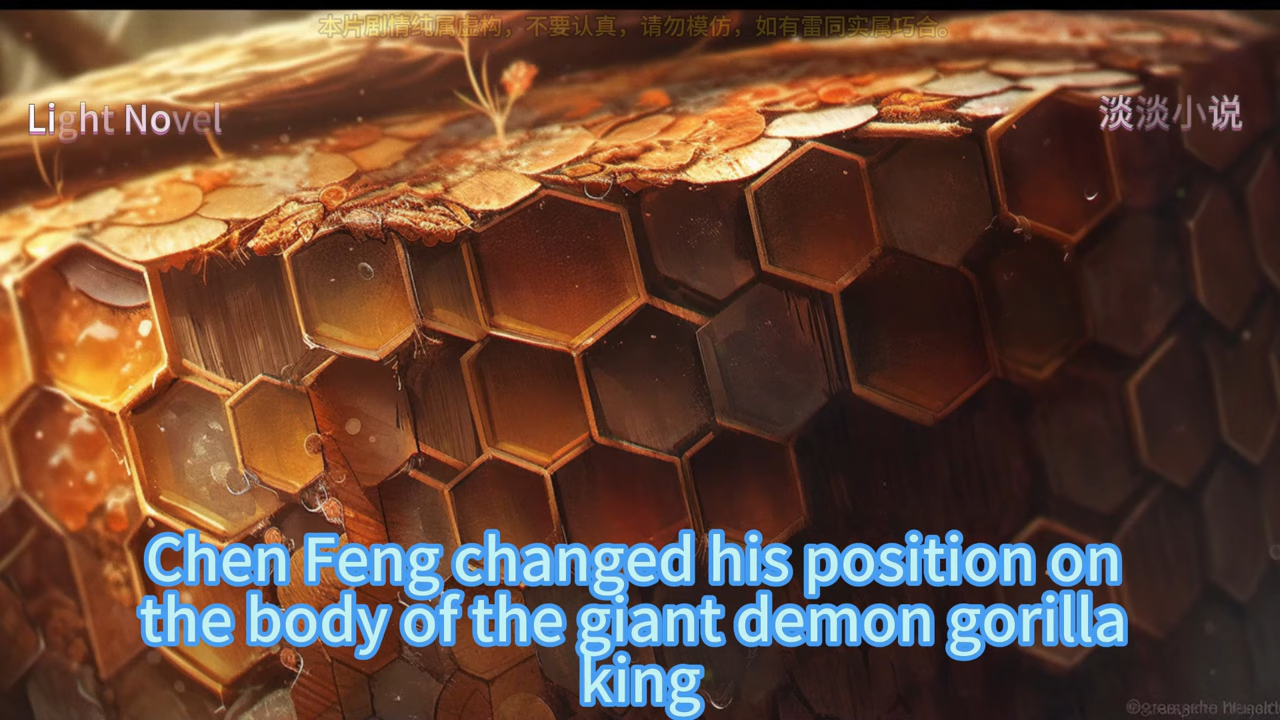 本片剧情纯属虚构，不要认真，请勿模仿，如有雷同实属巧合。
Light Novel
淡淡小说
Chen Feng changed his position on
the body of the giant demon gorilla
king